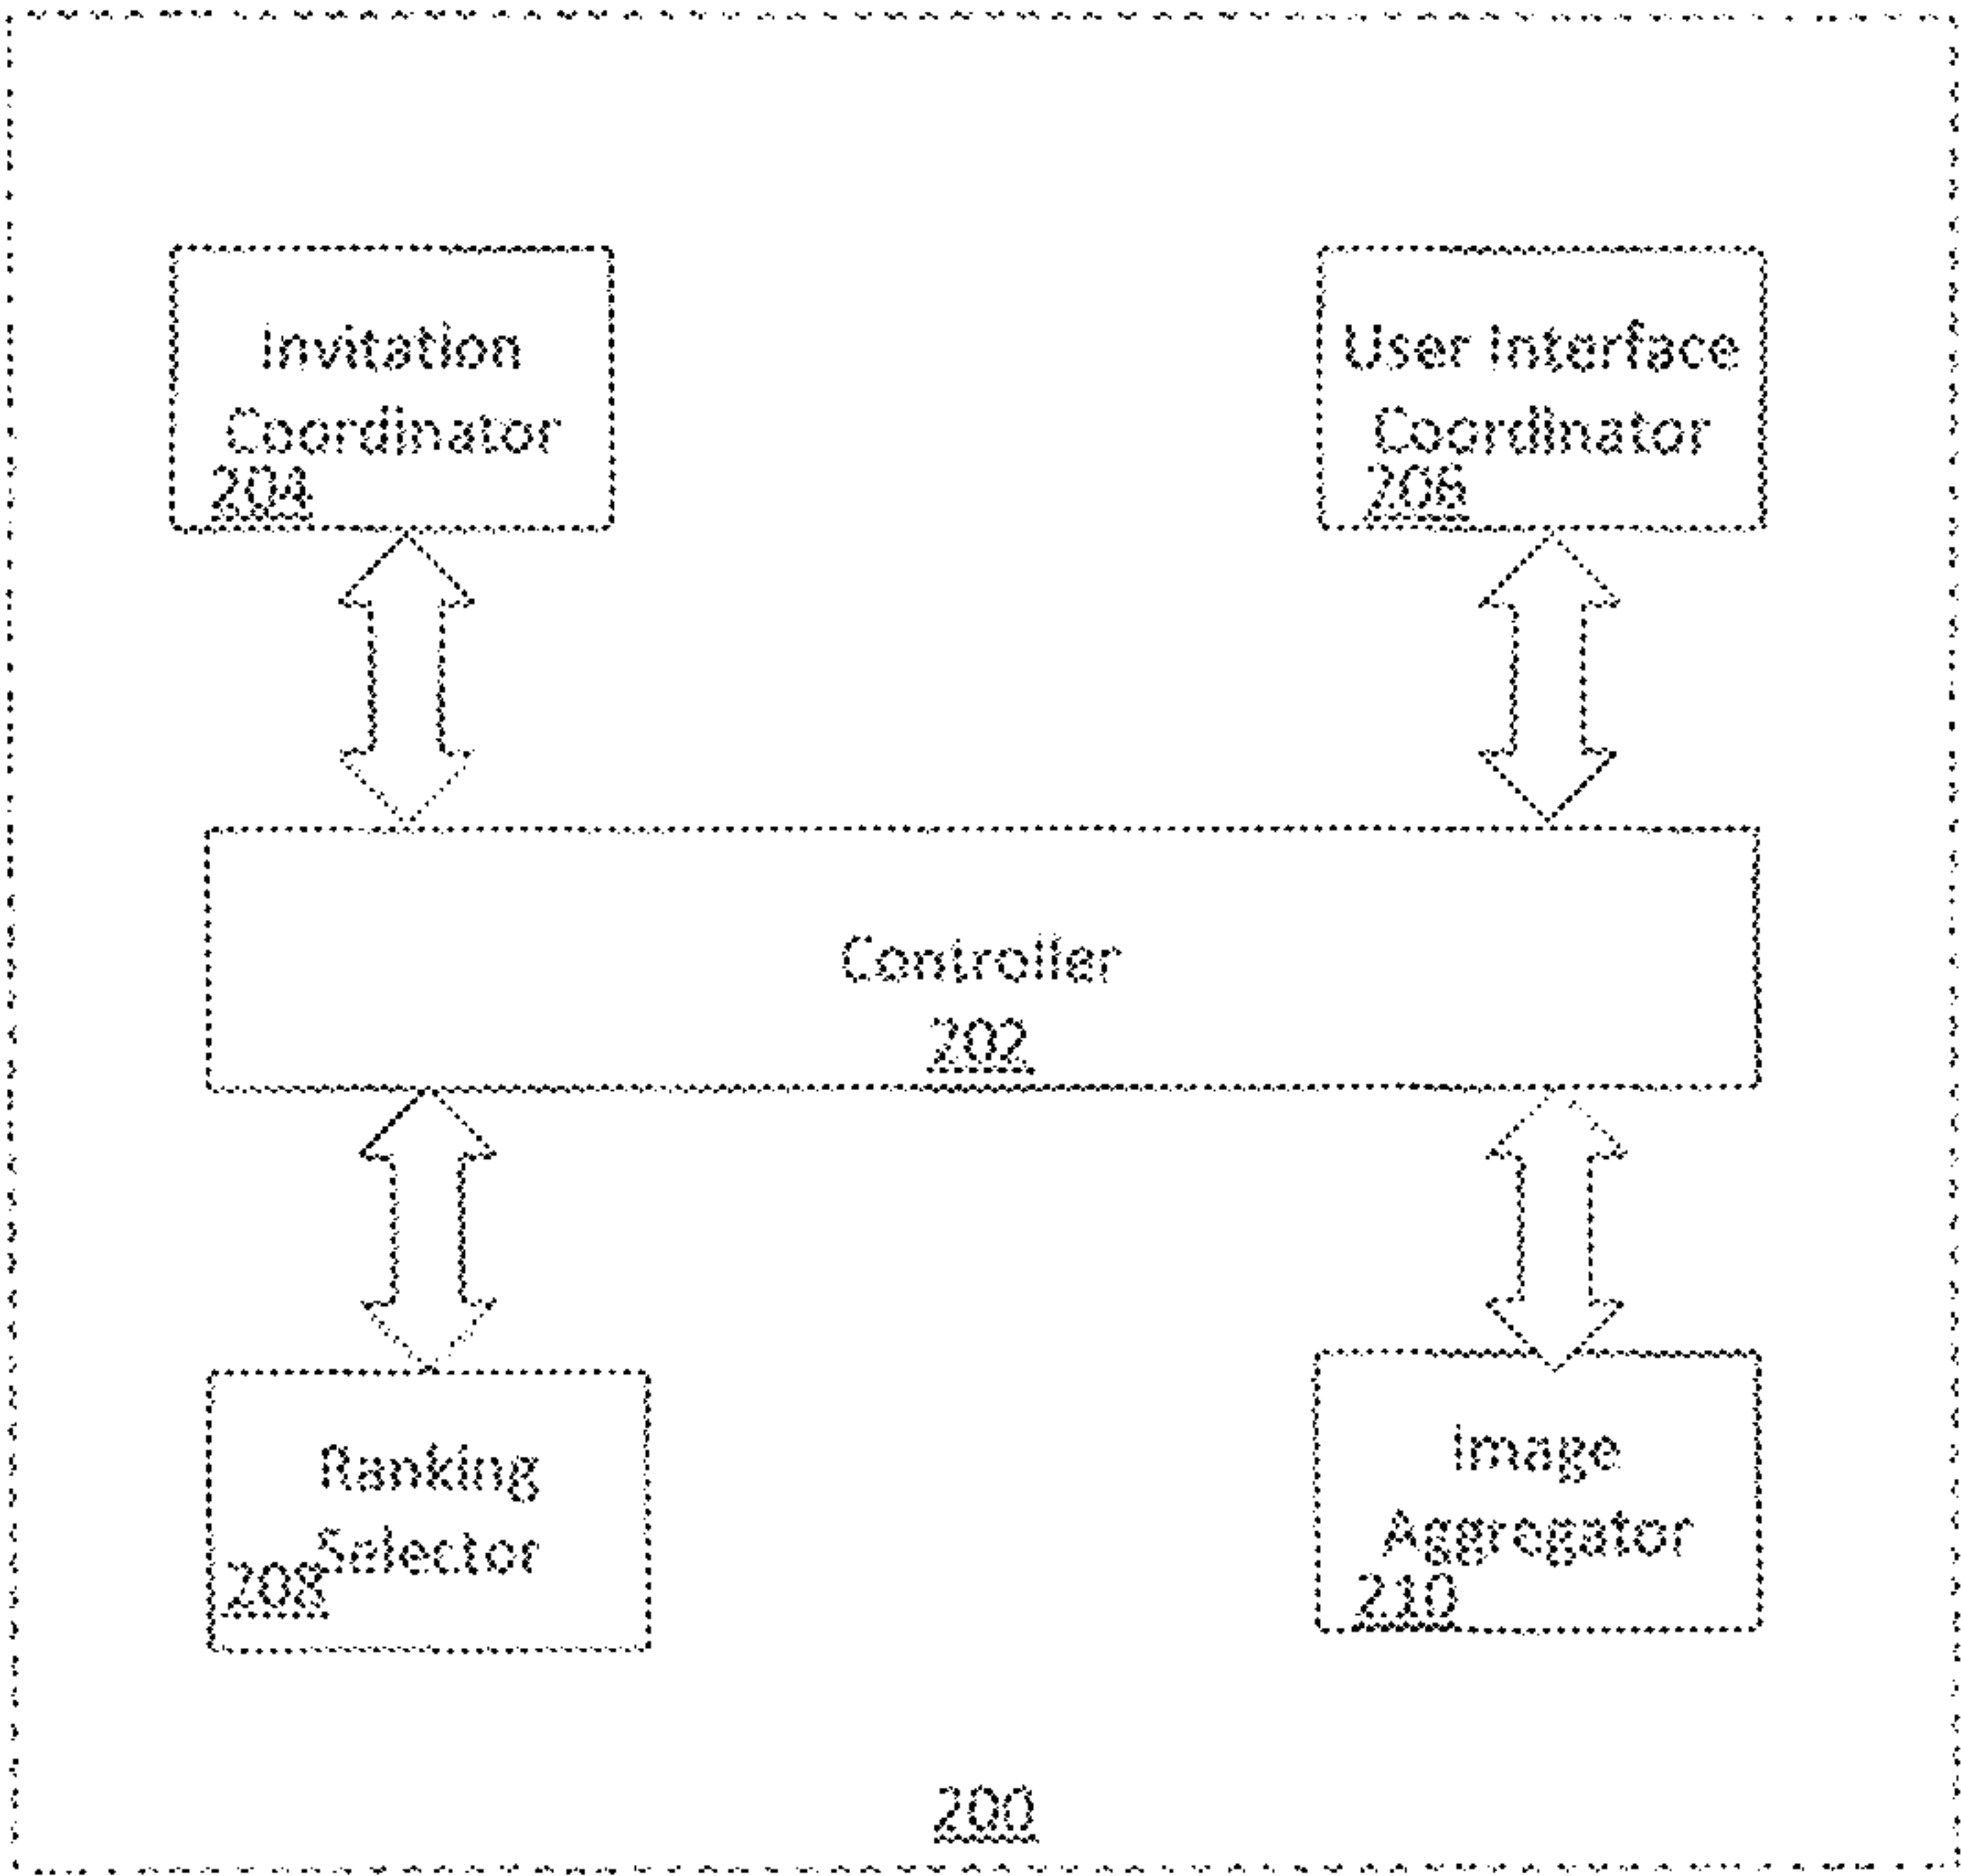 Invitation
Coordinator
204
User Interface
Coordinator
206
Controller
202
Ranking
Selector
208
Image
Aggregator
210
200